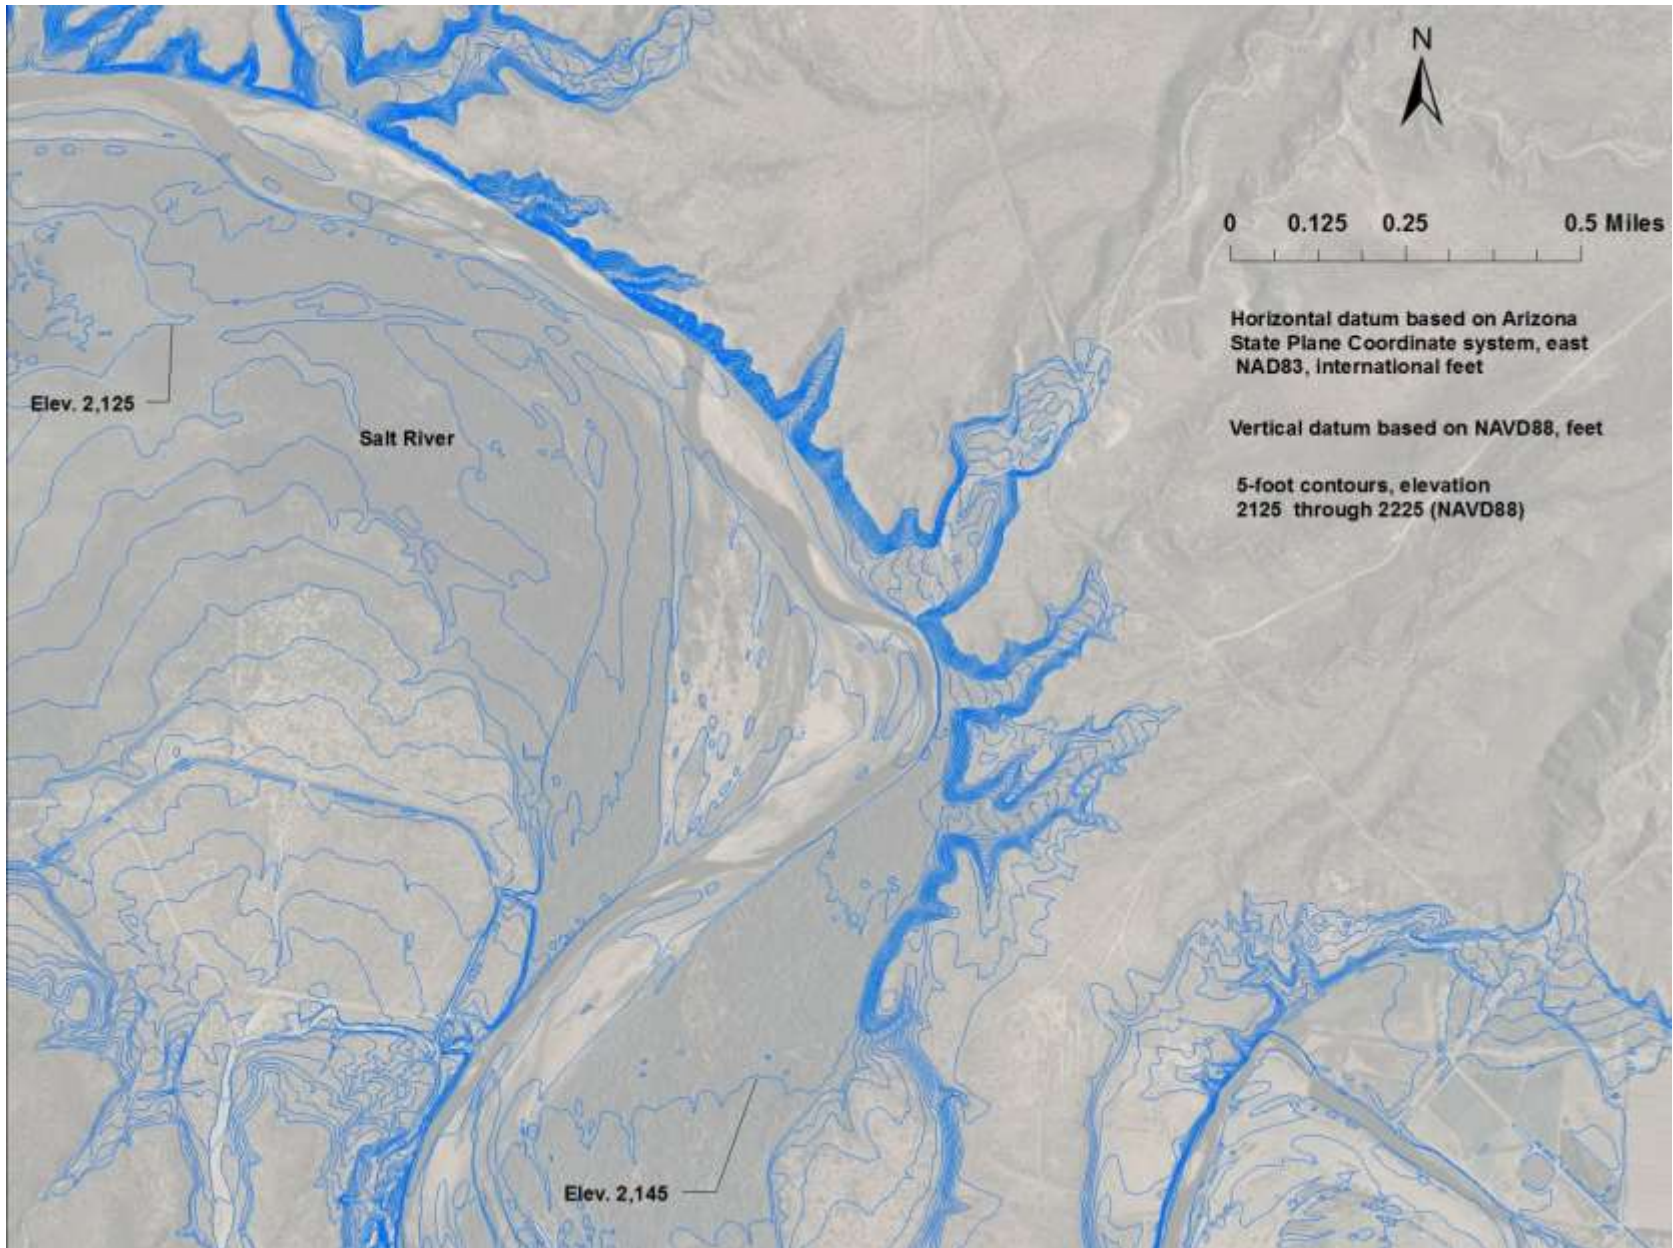 N
0 0.125 0.25 0.5 Miles
Horizontal datum based on Arizona
State Plane Coordinate system, east
NAD83, international feet
Vertical datum based on NAVD88, feet
5-foot contours, elevation
2125 through 2225 (NAVD88)
Elev. 2,125
Salt River
Elev. 2,145